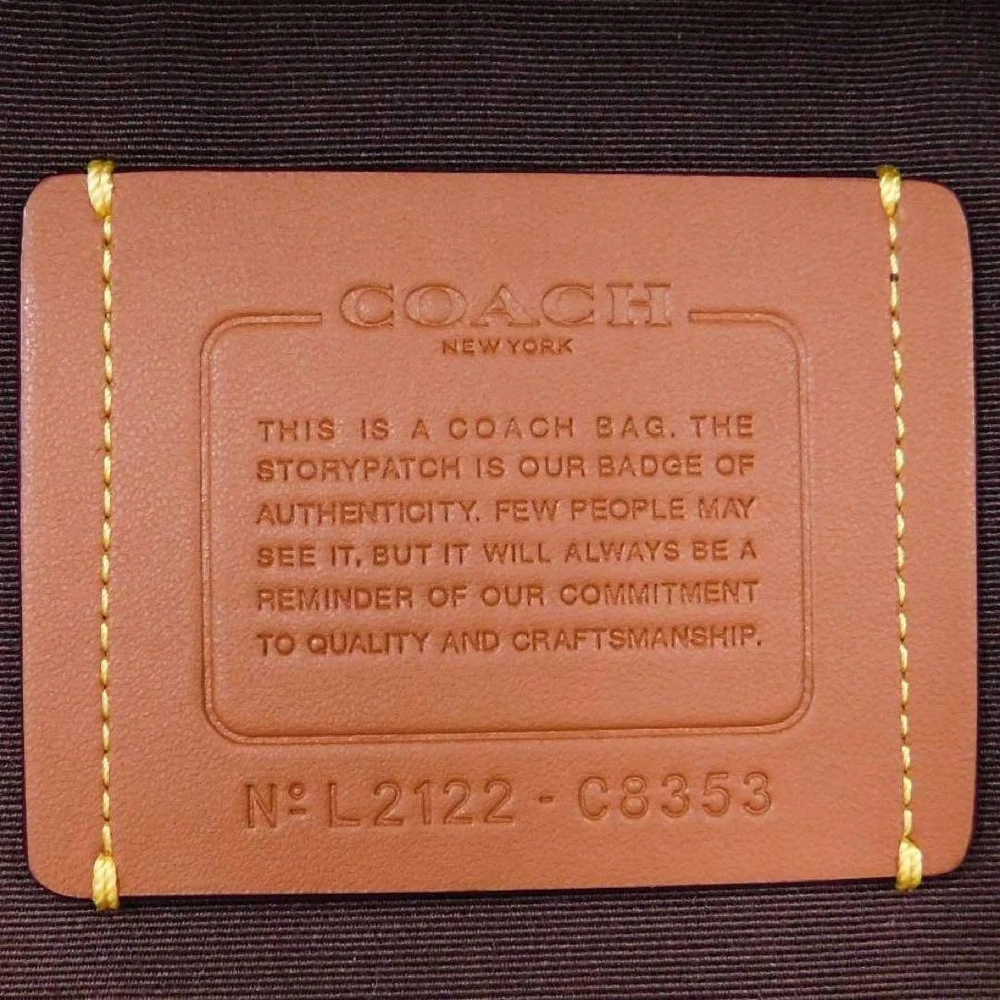 COACH
NEW YORK
THIS IS A COACH BAG. THE
STORYPATCH IS OUR BADGE OF
AUTHENTICITY. FEW PEOPLE MAY
SEE IT, BUT IT WILL ALWAYS BE A
REMINDER OF OUR COMMITMENT
TO QUALITY AND CRAFTSMANSHIP.
Nº L2122 - C8353